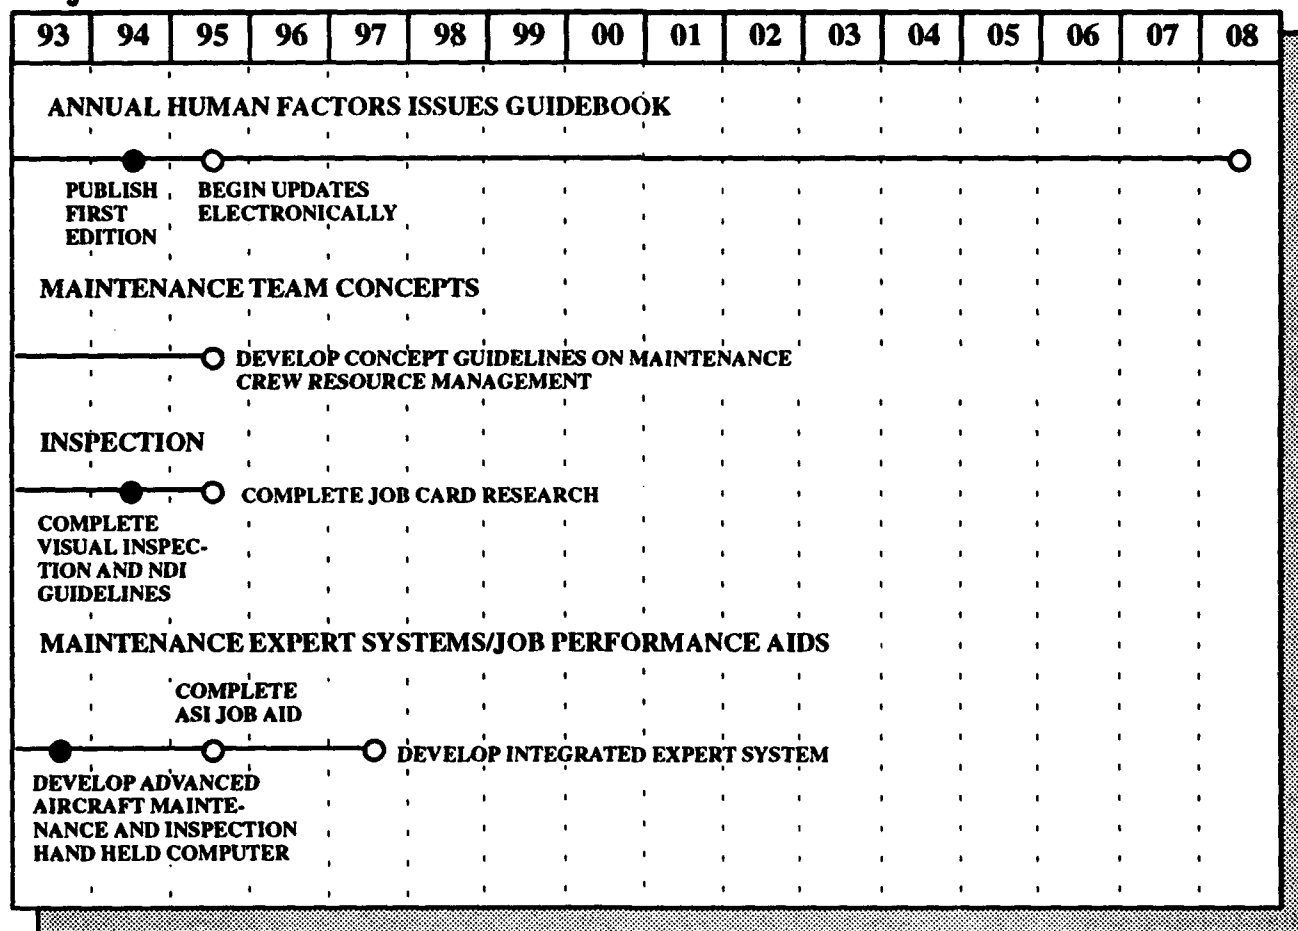 93 94 95 96 97 98 99 00 01 02 03 04 05 06 07 08
ANNUAL HUMAN FACTORS ISSUES GUIDEBOOK
PUBLISH
FIRST
EDITION
BEGIN UPDATES
ELECTRONICALLY
MAINTENANCE TEAM CONCEPTS
DEVELOP CONCEPT GUIDELINES ON MAINTENANCE
CREW RESOURCE MANAGEMENT
INSPECTION
COMPLETE JOB CARD RESEARCH
COMPLETE
VISUAL INSPEC-
TION AND NDI
GUIDELINES
MAINTENANCE EXPERT SYSTEMS/JOB PERFORMANCE AIDS
COMPLETE
ASI JOB AID
DEVELOP INTEGRATED EXPERT SYSTEM
DEVELOP ADVANCED
AIRCRAFT MAINTE-
NANCE AND INSPECTION
HAND HELD COMPUTER